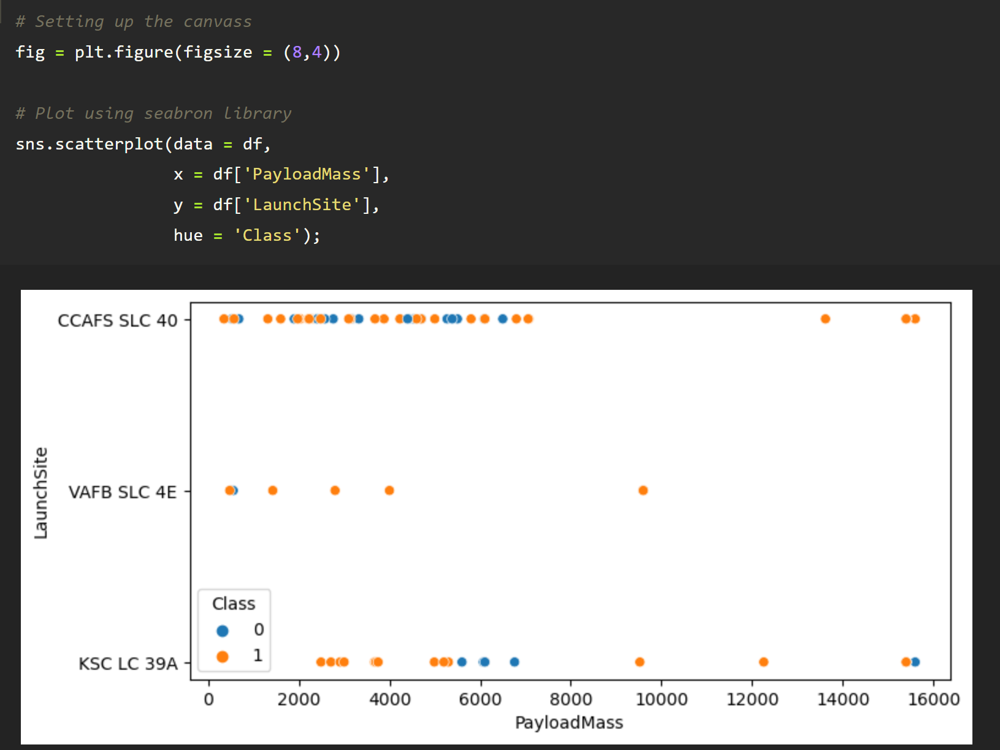 # Setting up the canvass
fig = plt.figure(figsize = (8,4))
# Plot using seabron library
sns.scatterplot(data = df,
x = df['PayloadMass'],
y = df['LaunchSite'],
hue = 'Class');
CCAFS SLC 40
VAFB SLC 4E
KSC LC 39A
LaunchSite
Class
0
1
0 2000 4000 6000 8000 10000 12000 14000 16000
PayloadMass